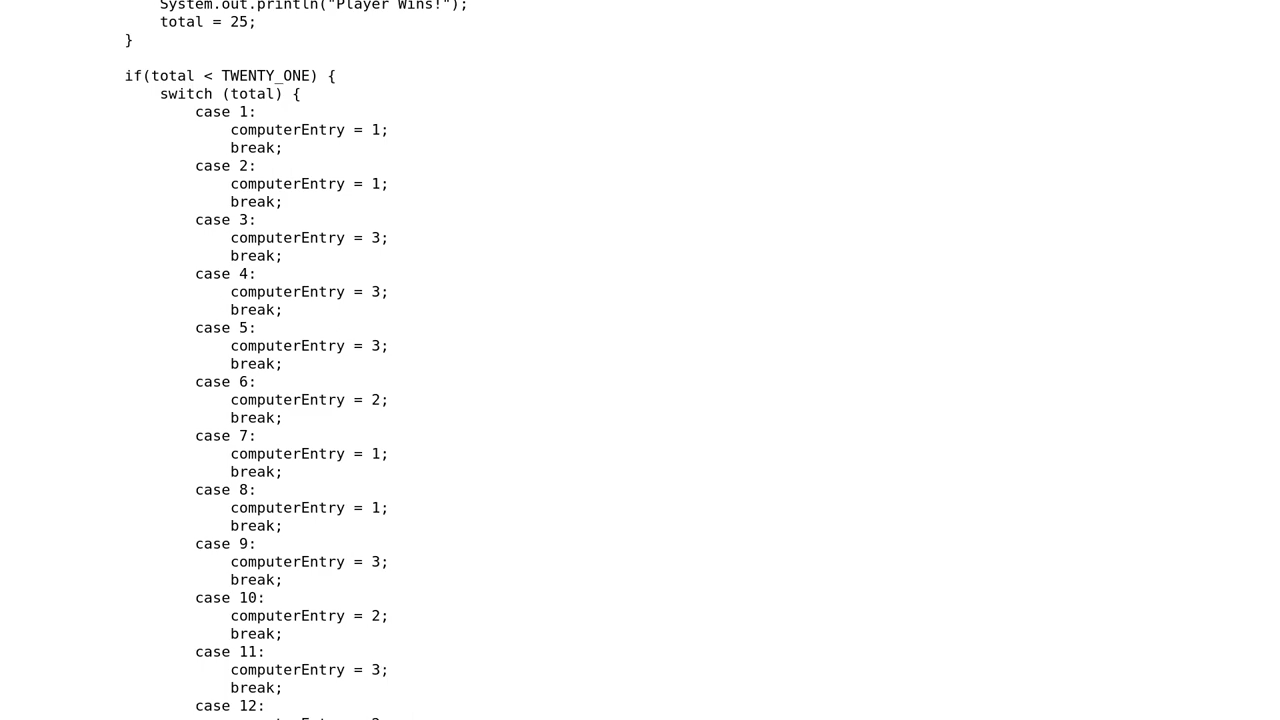 System.out.println("Player Wins!");
total = 25;
}
if(total < TWENTY_ONE) {
switch (total) {
case 1:
computerEntry = 1;
break;
case 2:
computerEntry = 1;
break;
case 3:
computerEntry = 3;
break;
case 4:
computerEntry = 3;
break;
case 5:
computerEntry = 3;
break;
case 6:
computerEntry = 2;
break;
case 7:
computerEntry = 1;
break;
case 8:
computerEntry = 1;
break;
case 9:
computerEntry = 3;
break;
case 10:
computerEntry = 2;
break;
case 11:
computerEntry = 3;
break;
case 12: